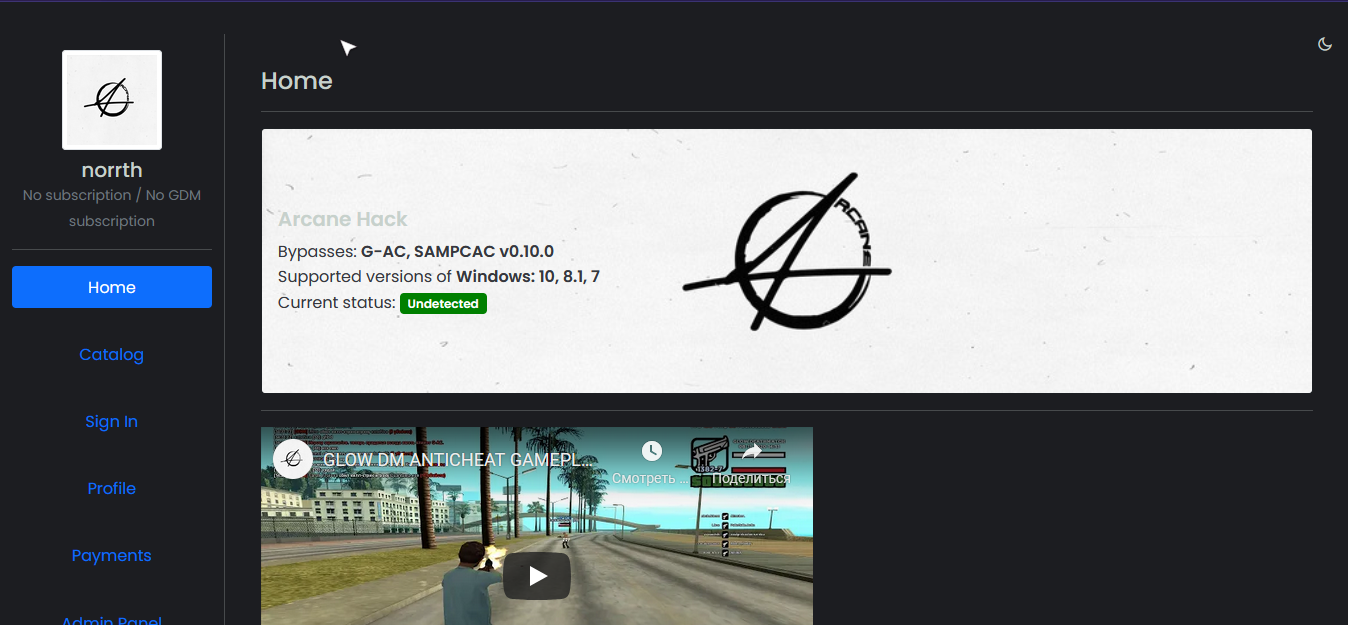 norrth
No subscription / No GDM
subscription
Home
Catalog
Sign In
Profile
Payments
Admin Panel
Home
Arcane Hack
Bypasses: G-AC, SAMPCAC v0.10.0
Supported versions of Windows: 10, 8.1, 7
Current status: Undetected
ARCANE
GLOW DM ANTICHEAT GAMEPL...
Смотреть ...
Поделиться